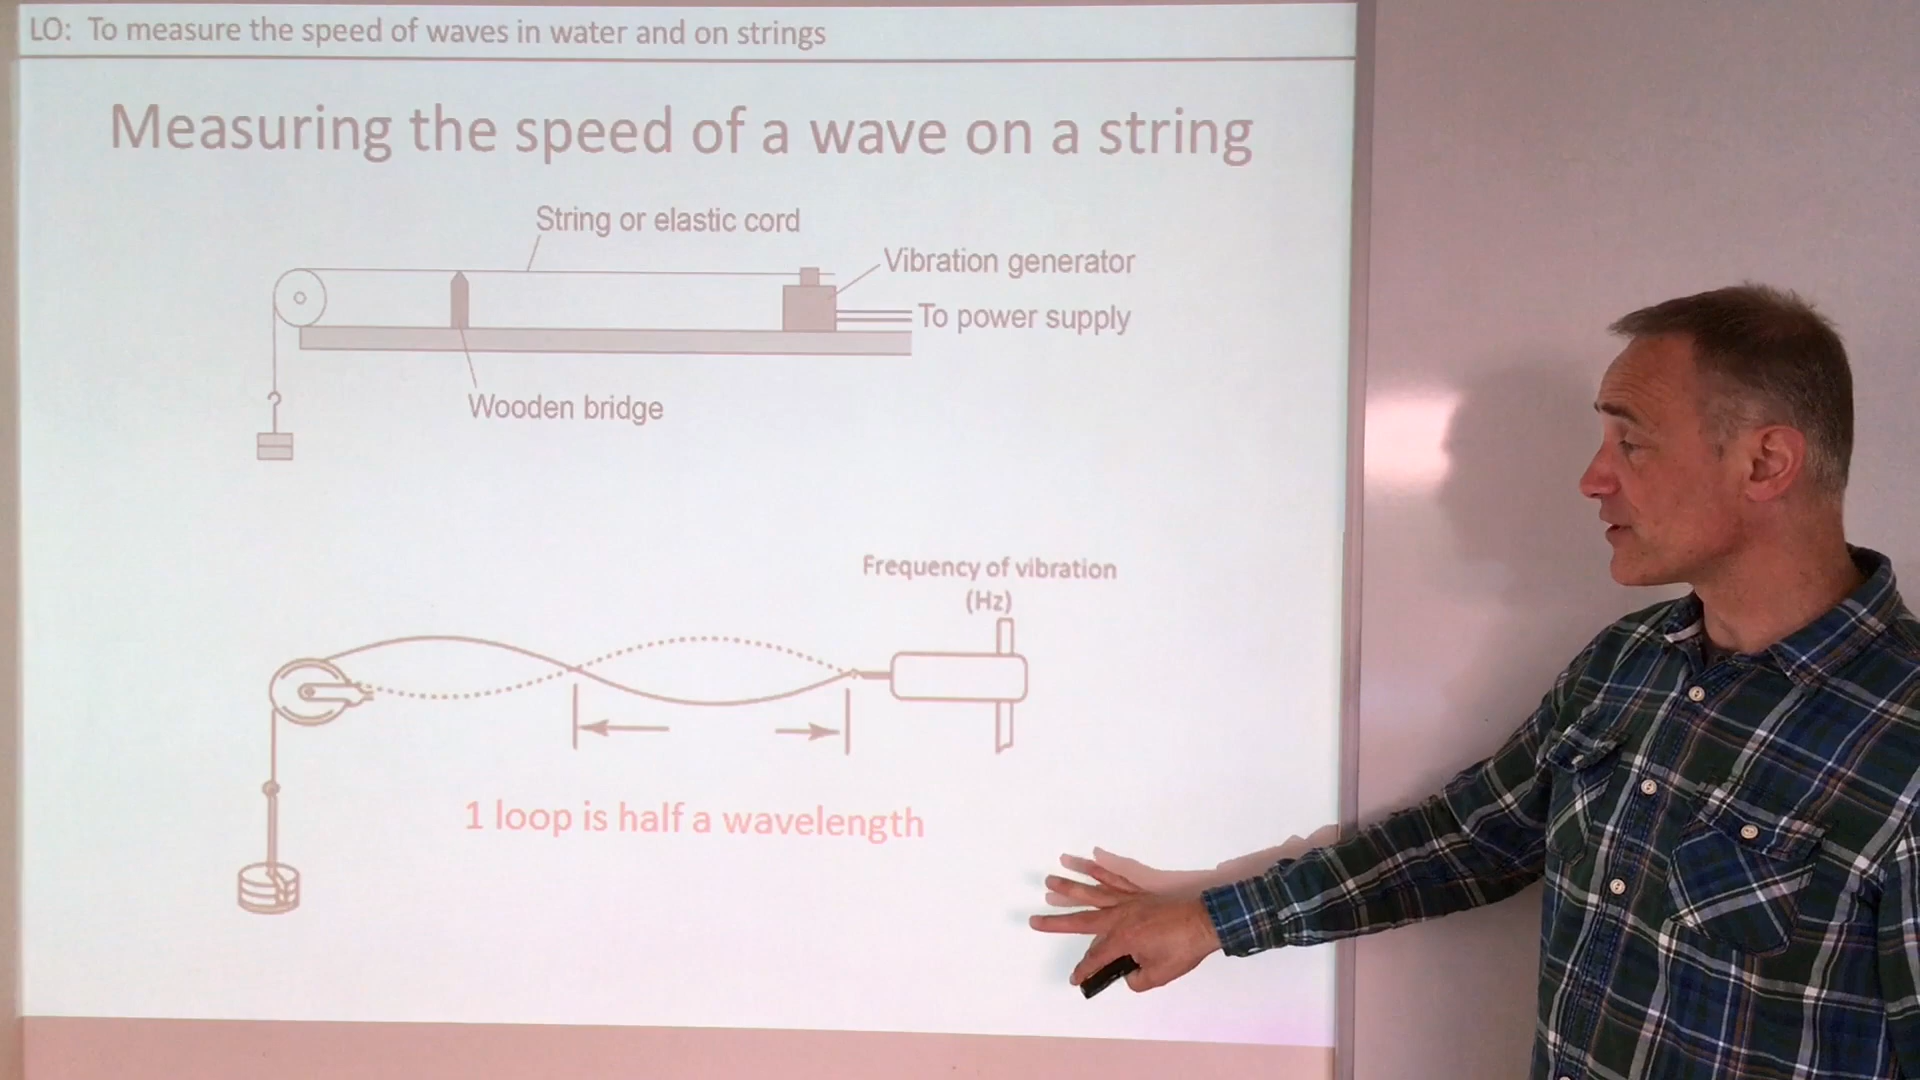 LO: To measure the speed of waves in water and on strings
Measuring the speed of a wave on a string
String or elastic cord
Vibration generator
To power supply
Wooden bridge
Frequency of vibration
(Hz)
1 loop is half a wavelength